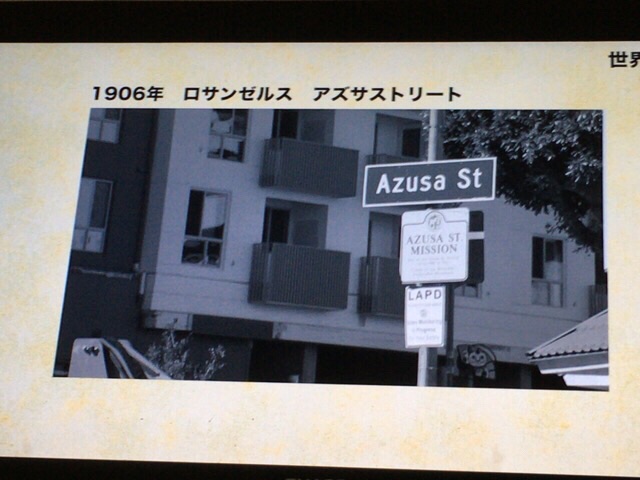 世界
1906年　ロサンゼルス　アズサストリート
Azusa St
AZUSA ST
MISSION
LAPD